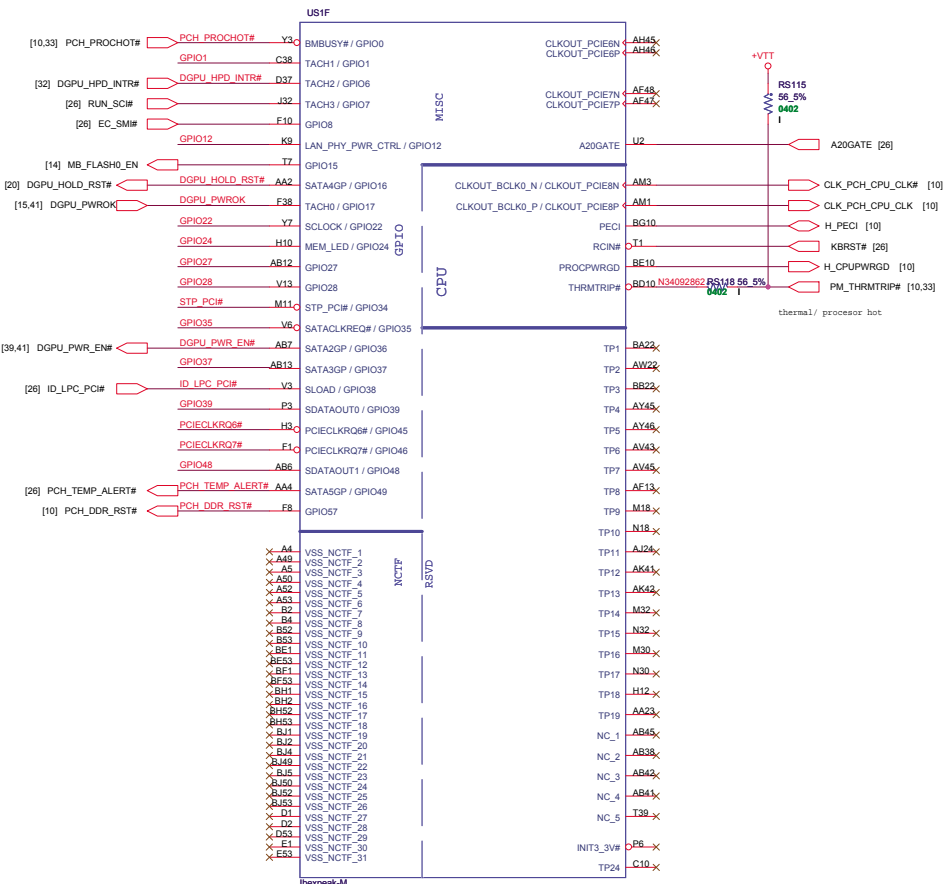 US1F
[10,33] PCH_PROCHOT# PCH_PROCHOT# Y3 BMBUSY# / GPIO0
GPIO1 C38 TACH1 / GPIO1
[32] DGPU_HPD_INTR# DGPU_HPD_INTR# D37 TACH2 / GPIO6
[26] RUN_SCI# J32 TACH3 / GPIO7
[26] EC_SMI# F10 GPIO8
GPIO12 K9 LAN_PHY_PWR_CTRL / GPIO12
[14] MB_FLASH0_EN T7 GPIO15
[20] DGPU_HOLD_RST# DGPU_HOLD_RST# AA2 SATA4GP / GPIO16
[15,41] DGPU_PWROK DGPU_PWROK F38 TACH0 / GPIO17
GPIO22 Y7 SCLOCK / GPIO22
GPIO24 H10 MEM_LED / GPIO24
GPIO27 AB12 GPIO27
GPIO28 V13 GPIO28
STP_PCI# M11 STP_PCI# / GPIO34
GPIO35 V6 SATACLKREQ# / GPIO35
[39,41] DGPU_PWR_EN# DGPU_PWR_EN# AB7 SATA2GP / GPIO36
GPIO37 AB13 SATA3GP / GPIO37
[26] ID_LPC_PCI# ID_LPC_PCI# V3 SLOAD / GPIO38
GPIO39 P3 SDATAOUT0 / GPIO39
PCIECLKRQ6# H3 PCIECLKRQ6# / GPIO45
PCIECLKRQ7# F1 PCIECLKRQ7# / GPIO46
GPIO48 AB6 SDATAOUT1 / GPIO48
[26] PCH_TEMP_ALERT# PCH_TEMP_ALERT# AA4 SATA5GP / GPIO49
[10] PCH_DDR_RST# PCH_DDR_RST# F8 GPIO57
A4 VSS_NCTF_1
A49 VSS_NCTF_2
A5 VSS_NCTF_3
A50 VSS_NCTF_4
A52 VSS_NCTF_5
A53 VSS_NCTF_6
B2 VSS_NCTF_7
B4 VSS_NCTF_8
B52 VSS_NCTF_9
B53 VSS_NCTF_10
BE1 VSS_NCTF_11
BE53 VSS_NCTF_12
BF1 VSS_NCTF_13
BF53 VSS_NCTF_14
BH1 VSS_NCTF_15
BH2 VSS_NCTF_16
BH52 VSS_NCTF_17
BH53 VSS_NCTF_18
BJ1 VSS_NCTF_19
BJ2 VSS_NCTF_20
BJ4 VSS_NCTF_21
BJ49 VSS_NCTF_22
BJ5 VSS_NCTF_23
BJ50 VSS_NCTF_24
BJ52 VSS_NCTF_25
BJ53 VSS_NCTF_26
D1 VSS_NCTF_27
D2 VSS_NCTF_28
D53 VSS_NCTF_29
E1 VSS_NCTF_30
E53 VSS_NCTF_31
MISC
GPIO
CPU
NCTF
RSVD
CLKOUT_PCIE6N AH45
CLKOUT_PCIE6P AH46
CLKOUT_PCIE7N AF48
CLKOUT_PCIE7P AF47
+VTT
RS115
56_5%
0402
I
A20GATE U2 A20GATE [26]
CLKOUT_BCLK0_N / CLKOUT_PCIE8N AM3 CLK_PCH_CPU_CLK# [10]
CLKOUT_BCLK0_P / CLKOUT_PCIE8P AM1 CLK_PCH_CPU_CLK [10]
PECI BG10 H_PECI [10]
RCIN# T1 KBRST# [26]
PROCPWRGD BE10 H_CPUPWRGD [10]
THRMTRIP# BD10 N34092862 RS118 56_5% PM_THRMTRIP# [10,33]
0402 I
thermal/ procesor hot
TP1 BA22
TP2 AW22
TP3 BB22
TP4 AY45
TP5 AY46
TP6 AV43
TP7 AV45
TP8 AF13
TP9 M18
TP10 N18
TP11 AJ24
TP12 AK41
TP13 AK42
TP14 M32
TP15 N32
TP16 M30
TP17 N30
TP18 H12
TP19 AA23
NC_1 AB45
NC_2 AB38
NC_3 AB42
NC_4 AB41
NC_5 T39
INIT3_3V# P6
TP24 C10
Ibexpeak-M